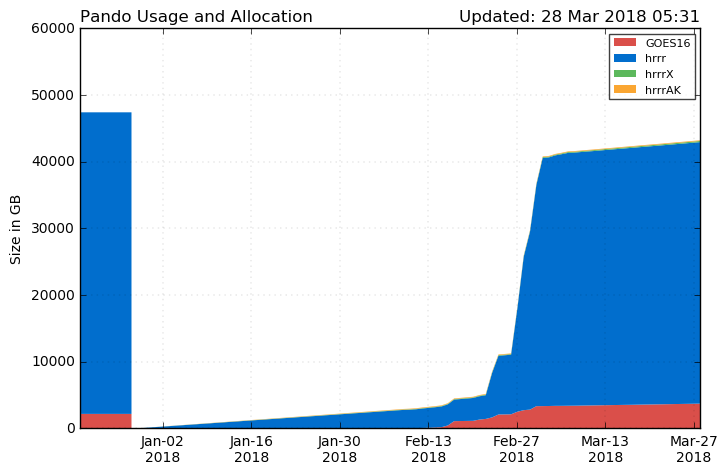 Pando Usage and Allocation
Updated: 28 Mar 2018 05:31
GOES16
hrrr
hrrrX
hrrrAK
Size in GB
60000
50000
40000
30000
20000
10000
0
Jan-02
2018
Jan-16
2018
Jan-30
2018
Feb-13
2018
Feb-27
2018
Mar-13
2018
Mar-27
2018